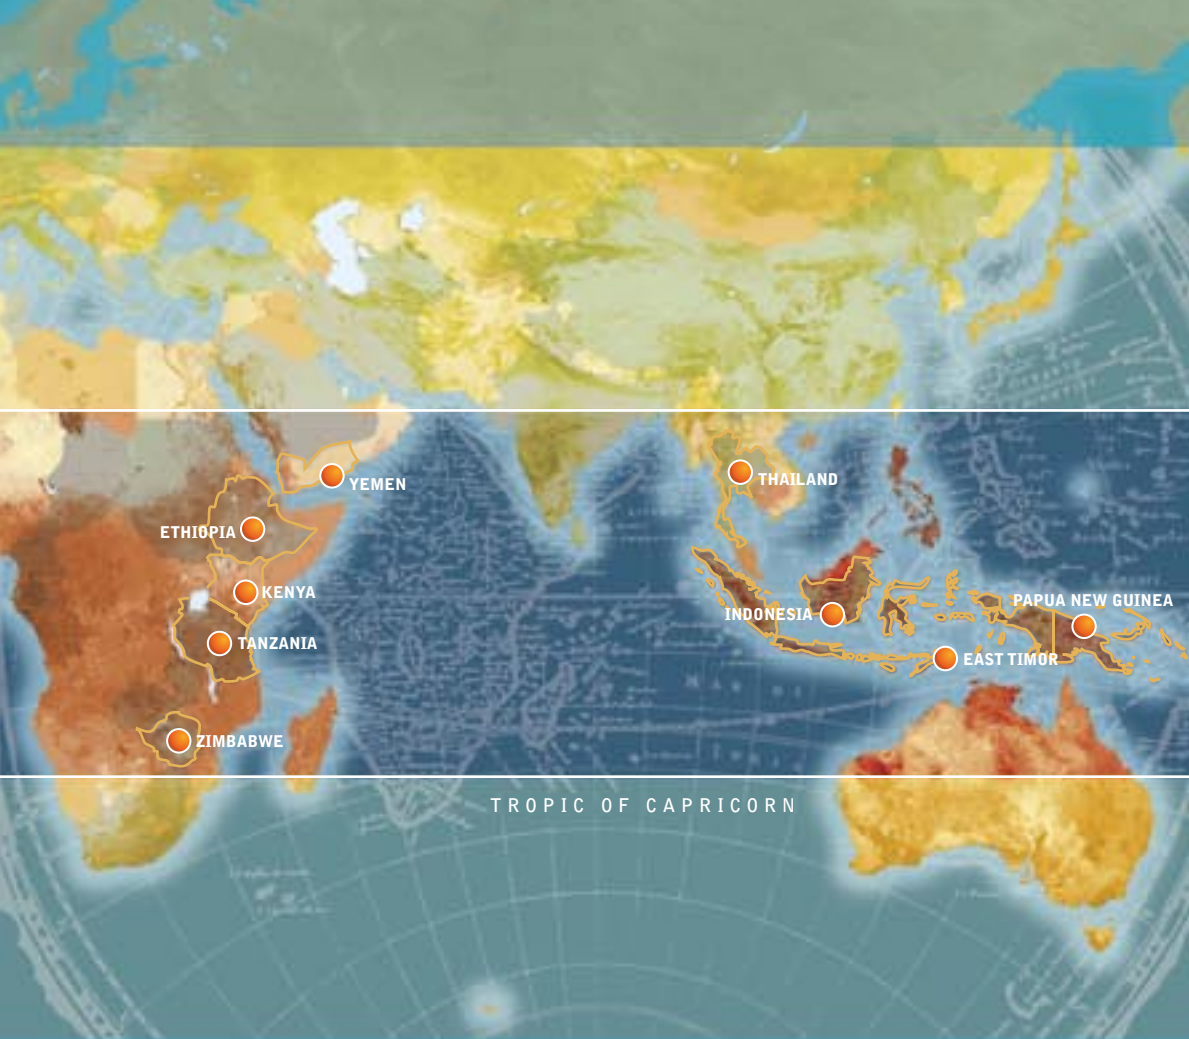 YEMEN
THAILAND
ETHIOPIA
KENYA
PAPUA NEW GUINEA
INDONESIA
TANZANIA
EAST TIMOR
ZIMBABWE
TROPIC OF CAPRICORN